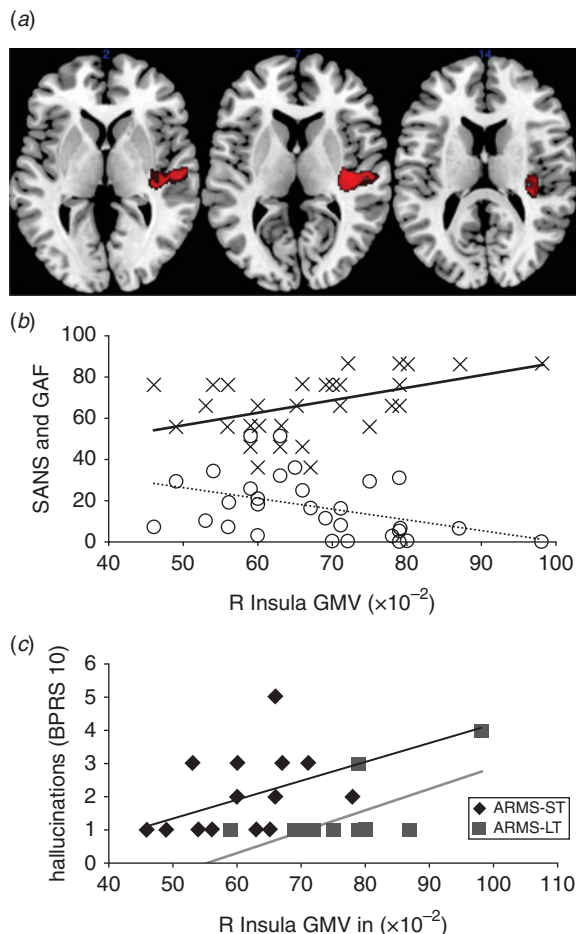 (a)
2 7 14
(b)
SANS and GAF
100
80
60
40
20
0
40 50 60 70 80 90 100
R Insula GMV (×10−2)
(c)
hallucinations (BPRS 10)
6
5
4
3
2
1
0
ARMS-ST
ARMS-LT
40 50 60 70 80 90 100 110
R Insula GMV in (×10−2)